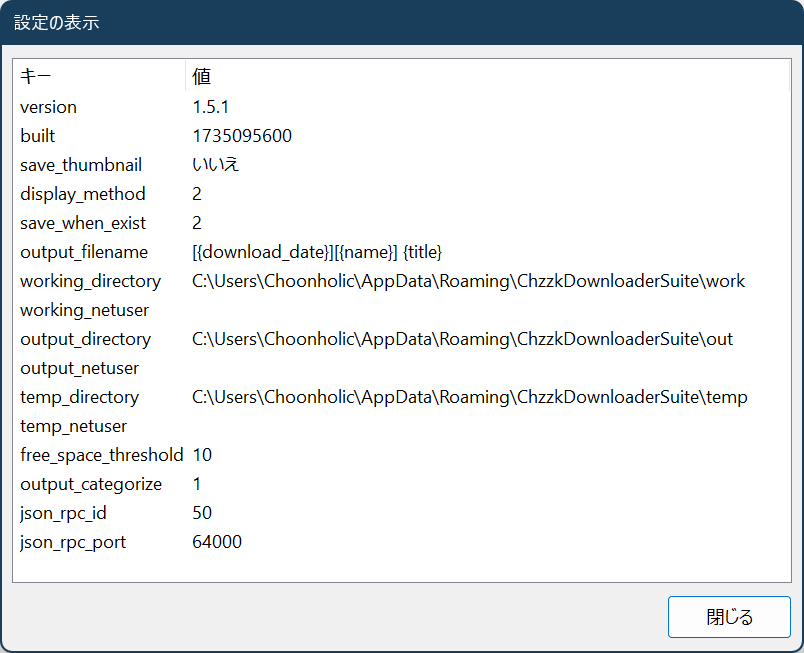 設定の表示
キー 値
version 1.5.1
built 1735095600
save_thumbnail いいえ
display_method 2
save_when_exist 2
output_filename [{download_date}][{name}] {title}
working_directory C:\Users\Choonholic\AppData\Roaming\ChzzkDownloaderSuite\work
working_netuser
output_directory C:\Users\Choonholic\AppData\Roaming\ChzzkDownloaderSuite\out
output_netuser
temp_directory C:\Users\Choonholic\AppData\Roaming\ChzzkDownloaderSuite\temp
temp_netuser
free_space_threshold 10
output_categorize 1
json_rpc_id 50
json_rpc_port 64000
閉じる